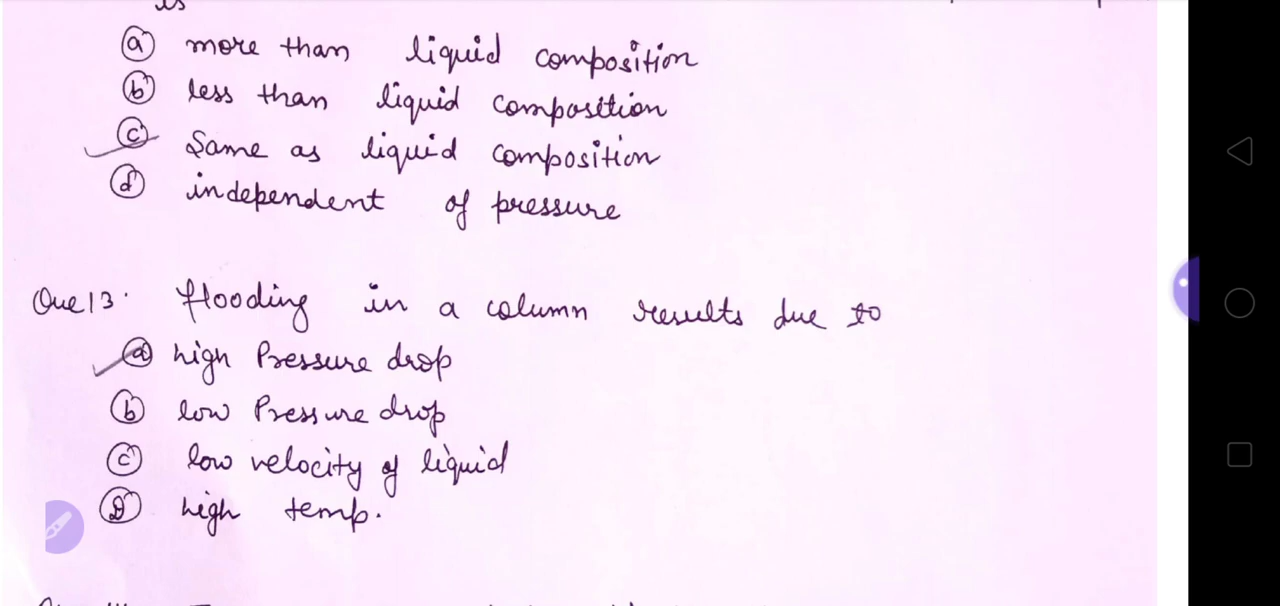 is
(a) more than liquid composition
(b) less than liquid composition
(c) Same as liquid composition
(d) independent of pressure
Que 13. flooding in a column results due to
(a) high Pressure drop
(b) low Pressure drop
(c) low velocity of liquid
(D) high temp.